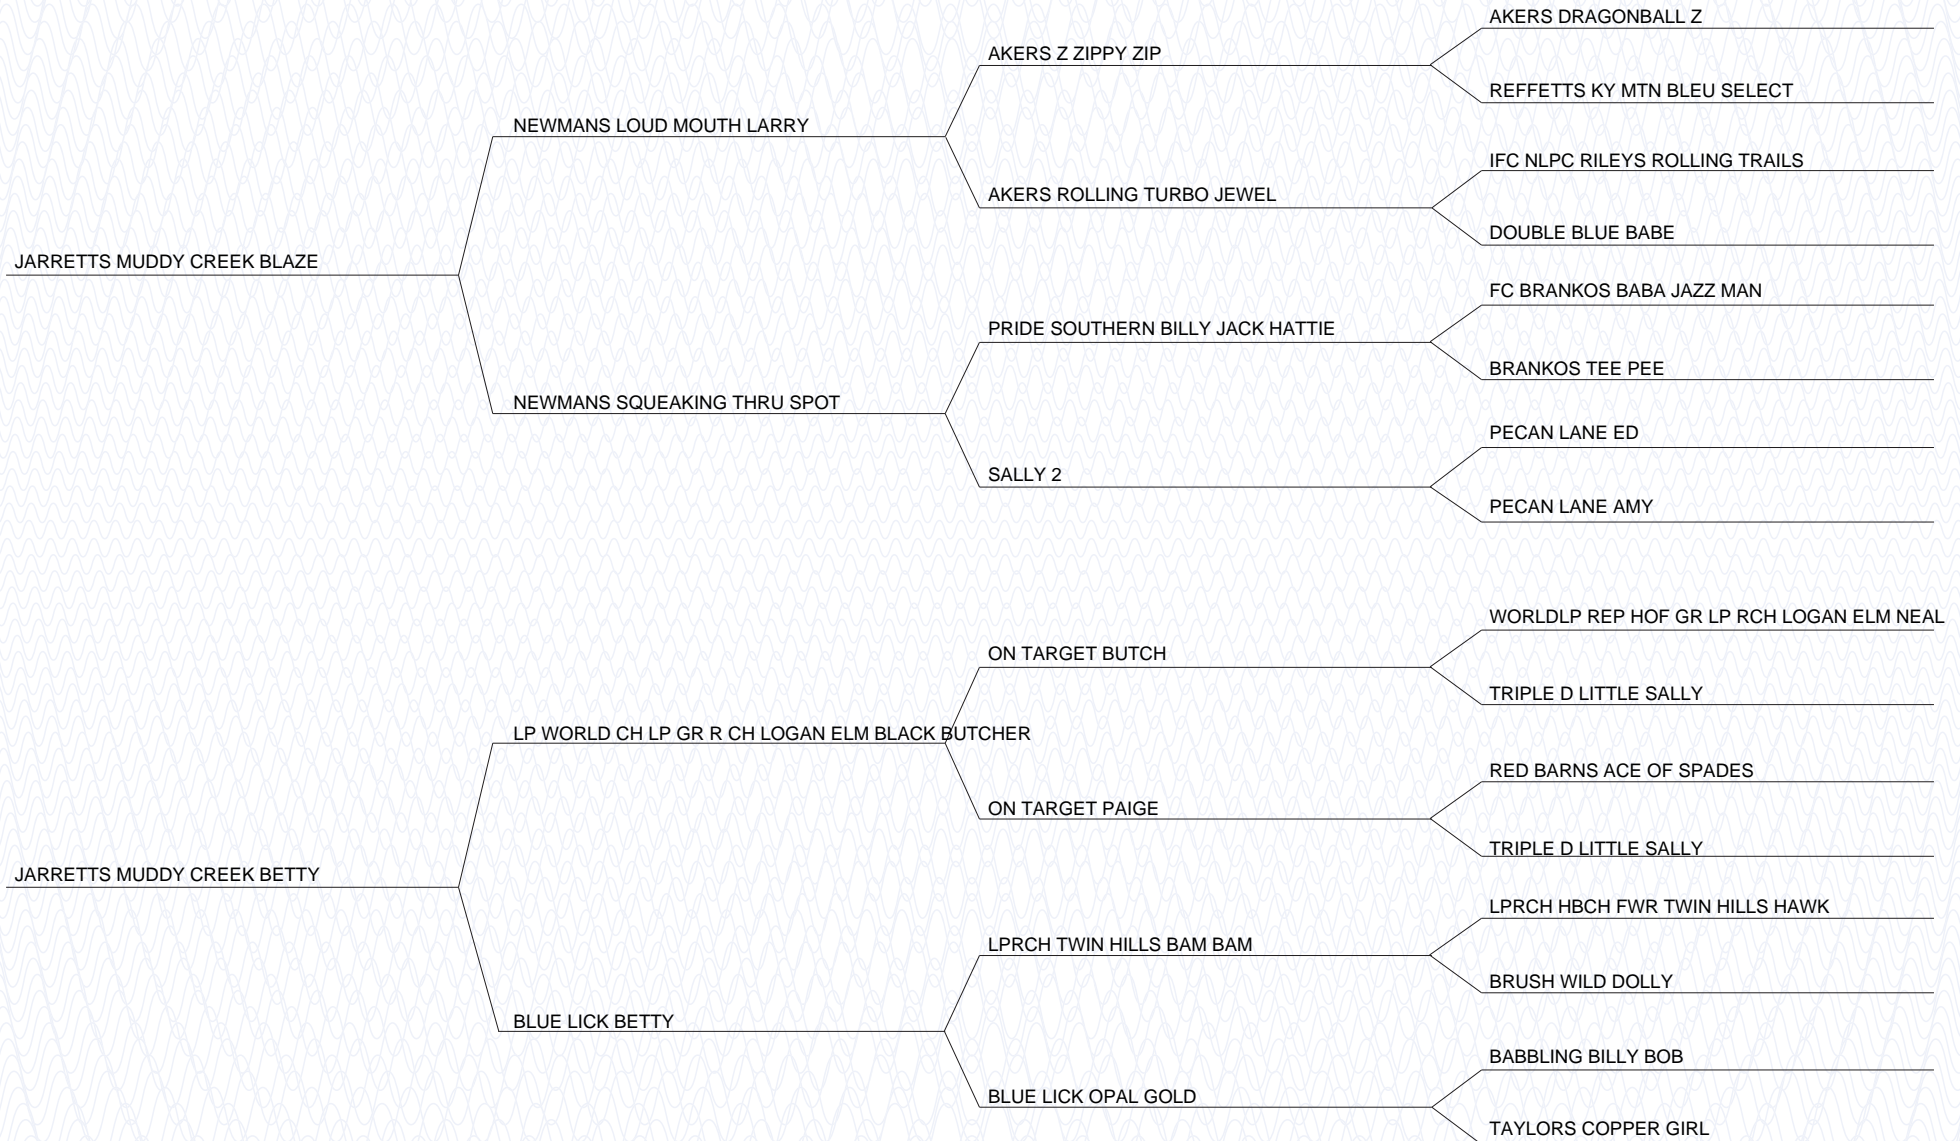 AKERS DRAGONBALL Z
AKERS Z ZIPPY ZIP
REFFETTS KY MTN BLEU SELECT
NEWMANS LOUD MOUTH LARRY
IFC NLPC RILEYS ROLLING TRAILS
AKERS ROLLING TURBO JEWEL
DOUBLE BLUE BABE
JARRETTS MUDDY CREEK BLAZE
FC BRANKOS BABA JAZZ MAN
PRIDE SOUTHERN BILLY JACK HATTIE
BRANKOS TEE PEE
NEWMANS SQUEAKING THRU SPOT
PECAN LANE ED
SALLY 2
PECAN LANE AMY
WORLDLP REP HOF GR LP RCH LOGAN ELM NEAL
ON TARGET BUTCH
TRIPLE D LITTLE SALLY
LP WORLD CH LP GR R CH LOGAN ELM BLACK BUTCHER
RED BARNS ACE OF SPADES
ON TARGET PAIGE
TRIPLE D LITTLE SALLY
JARRETTS MUDDY CREEK BETTY
LPRCH HBCH FWR TWIN HILLS HAWK
LPRCH TWIN HILLS BAM BAM
BRUSH WILD DOLLY
BLUE LICK BETTY
BABBLING BILLY BOB
BLUE LICK OPAL GOLD
TAYLORS COPPER GIRL